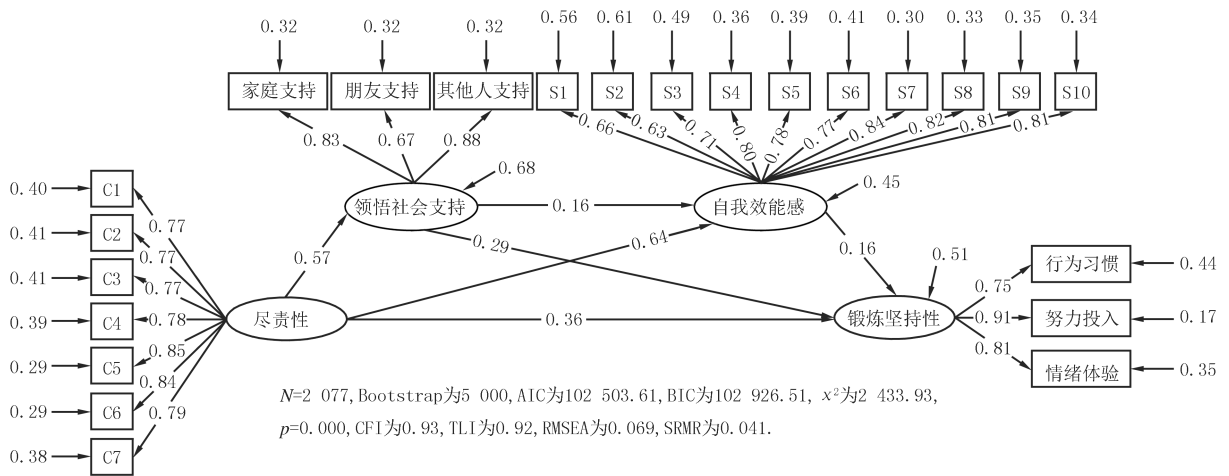 0.32 0.32 0.32 0.56 0.61 0.49 0.36 0.39 0.41 0.30 0.33 0.35 0.34
家庭支持 朋友支持 其他人支持 S1 S2 S3 S4 S5 S6 S7 S8 S9 S10
0.83 0.67 0.88 0.66 0.63 0.71 0.80 0.78 0.77 0.84 0.82 0.81 0.81
0.68 0.45
领悟社会支持 0.16 自我效能感
0.40 C1 0.77
0.41 C2 0.77
0.41 C3 0.77
0.39 C4 0.78
0.29 C5 0.85
0.29 C6 0.84
0.38 C7 0.79
0.57 0.29 0.64 0.16 0.51
尽责性 0.36 锻炼坚持性
0.75 行为习惯 0.44
0.91 努力投入 0.17
0.81 情绪体验 0.35
N=2 077,Bootstrap为5 000,AIC为102 503.61,BIC为102 926.51, x²为2 433.93,
p=0.000,CFI为0.93,TLI为0.92,RMSEA为0.069,SRMR为0.041.